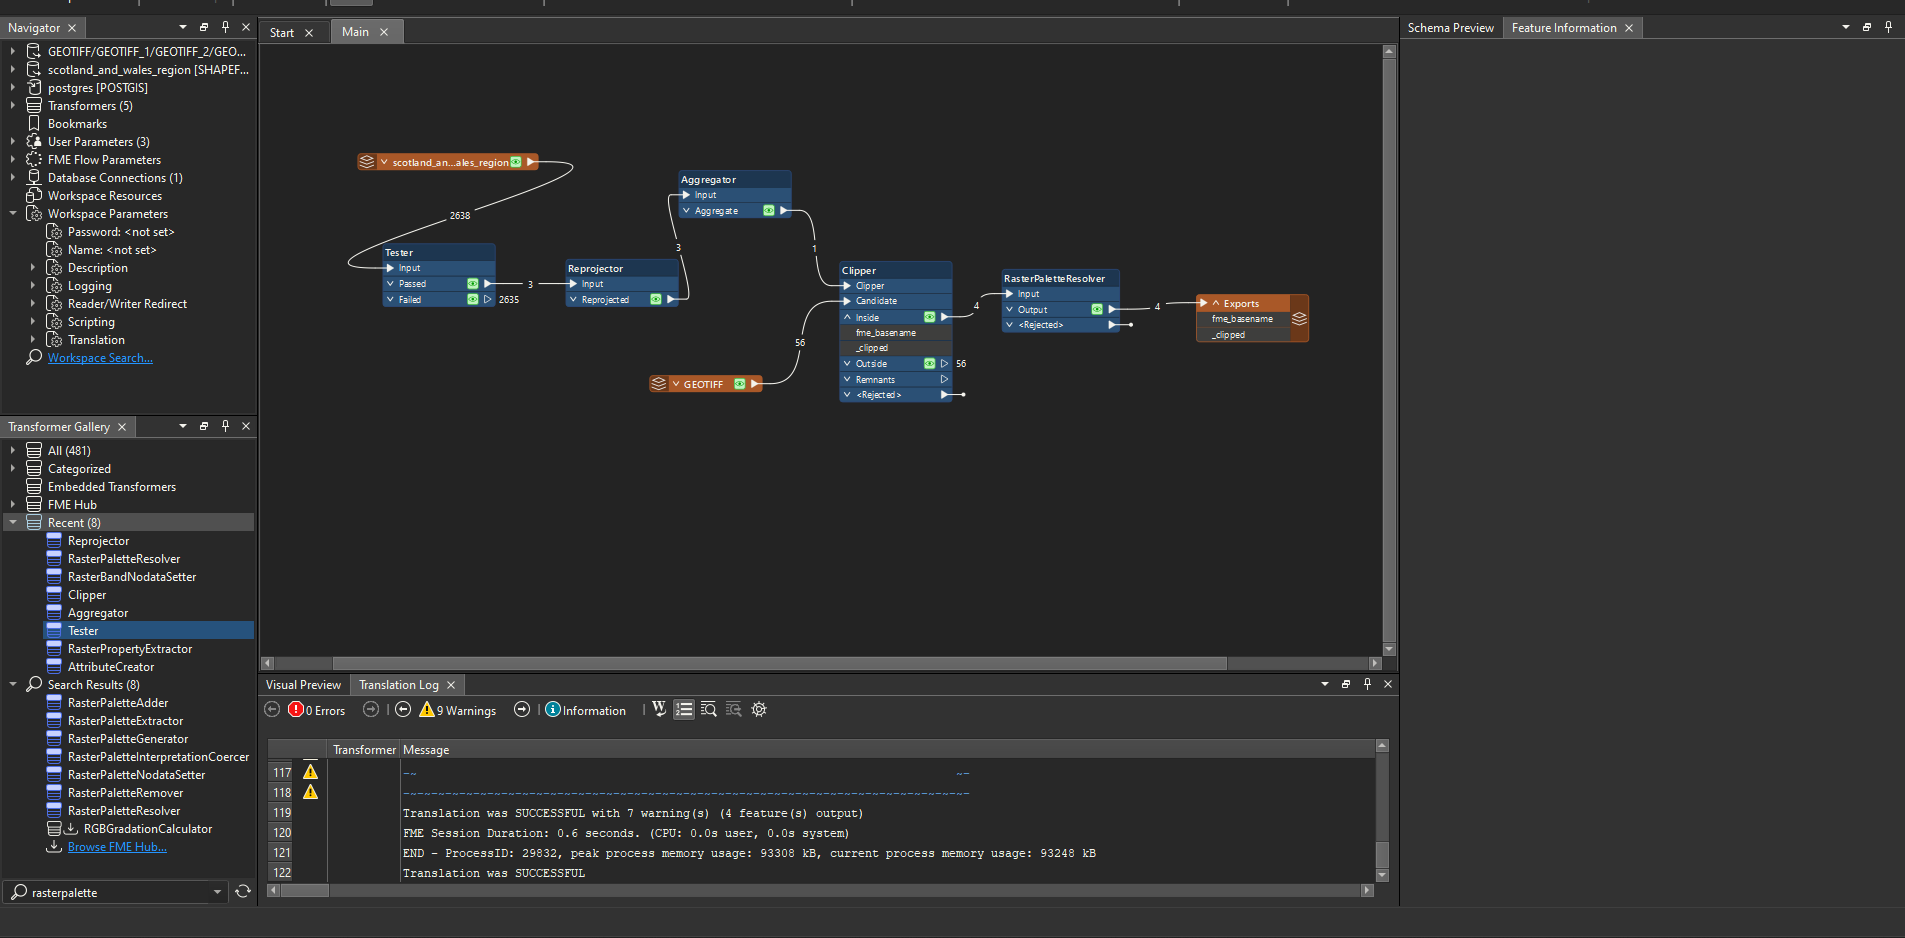 Navigator
GEOTIFF/GEOTIFF_1/GEOTIFF_2/GEO...
scotland_and_wales_region [SHAPEF...
postgres [POSTGIS]
Transformers (5)
Bookmarks
User Parameters (3)
FME Flow Parameters
Database Connections (1)
Workspace Resources
Workspace Parameters
Password: <not set>
Name: <not set>
Description
Logging
Reader/Writer Redirect
Scripting
Translation
Workspace Search...
Transformer Gallery
All (481)
Categorized
Embedded Transformers
FME Hub
Recent (8)
Reprojector
RasterPaletteResolver
RasterBandNodataSetter
Clipper
Aggregator
Tester
RasterPropertyExtractor
AttributeCreator
Search Results (8)
RasterPaletteAdder
RasterPaletteExtractor
RasterPaletteGenerator
RasterPaletteInterpretationCoercer
RasterPaletteNodataSetter
RasterPaletteRemover
RasterPaletteResolver
RGBGradationCalculator
Browse FME Hub...
rasterpalette
Start
Main
scotland_an...ales_region
2638
Tester
Input
Passed
Failed
2635
3
Reprojector
Input
Reprojected
3
Aggregator
Input
Aggregate
1
GEOTIFF
56
Clipper
Clipper
Candidate
Inside
fme_basename
_clipped
Outside
56
Remnants
<Rejected>
4
RasterPaletteResolver
Input
Output
<Rejected>
4
Exports
fme_basename
_clipped
Visual Preview
Translation Log
0 Errors
9 Warnings
Information
Transformer Message
117 -~ ~-
118 -~~~~~~~~~~~~~~~~~~~~~~~~~~~~~~~~~~~~~~~~~~~~~~~~~~~~~~~~~~~~~~~~~~~~~~~~~~~-
119 Translation was SUCCESSFUL with 7 warning(s) (4 feature(s) output)
120 FME Session Duration: 0.6 seconds. (CPU: 0.0s user, 0.0s system)
121 END - ProcessID: 29832, peak process memory usage: 93308 kB, current process memory usage: 93248 kB
122 Translation was SUCCESSFUL
Schema Preview
Feature Information